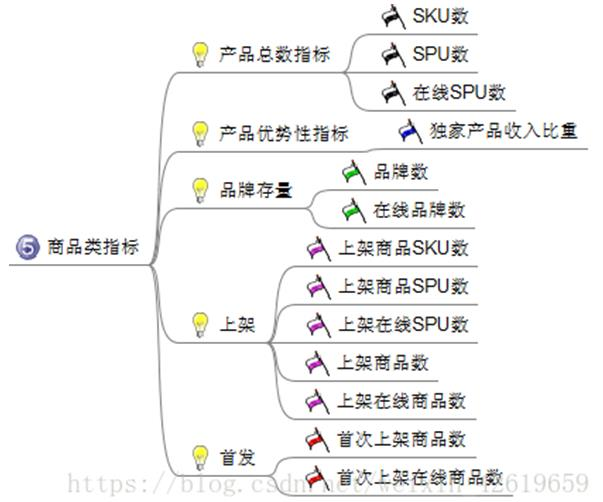 5 商品类指标
产品总数指标
SKU数
SPU数
在线SPU数
产品优势性指标
独家产品收入比重
品牌存量
品牌数
在线品牌数
上架
上架商品SKU数
上架商品SPU数
上架在线SPU数
上架商品数
上架在线商品数
首发
首次上架商品数
首次上架在线商品数
https://blog.csdn.net/weixin_42619659